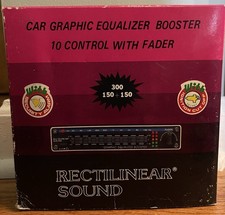 CAR GRAPHIC EQUALIZER BOOSTER
10 CONTROL WITH FADER
300
150 - 150
RECTILINEAR®
SOUND